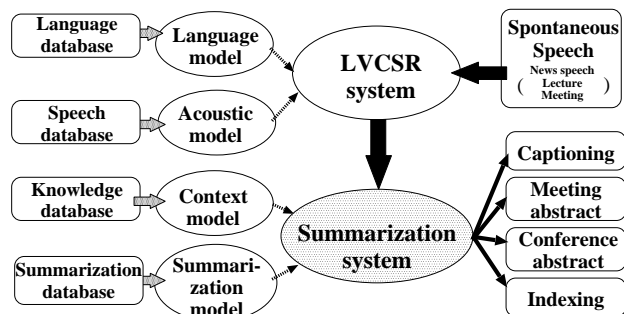 Language
database
Language
model
LVCSR
system
Spontaneous
Speech
( News speech
Lecture
Meeting )
Speech
database
Acoustic
model
Knowledge
database
Context
model
Summarization
system
Summarization
database
Summari-
zation
model
Captioning
Meeting
abstract
Conference
abstract
Indexing